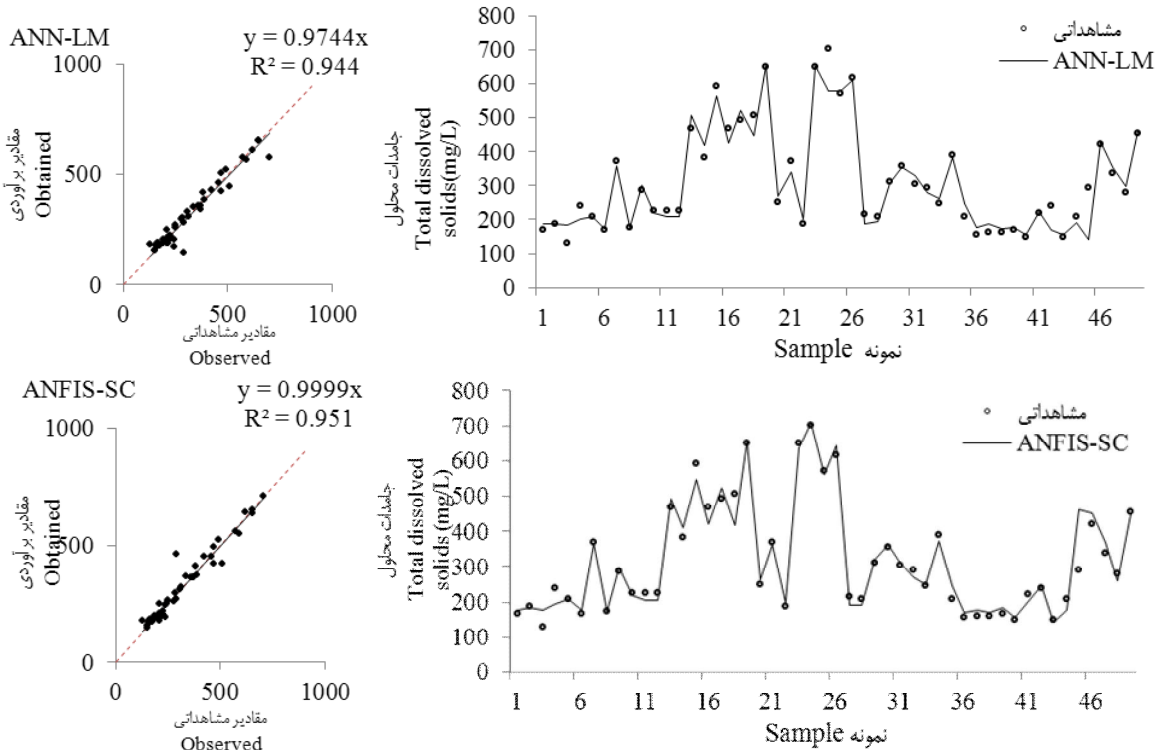 ANN-LM
y = 0.9744x
R² = 0.944
1000
500
0
0 500 1000
مقادیر برآوردی
Obtained
مقادیر مشاهداتی
Observed
800
700
600
500
400
300
200
100
0
1 6 11 16 21 26 31 36 41 46
جامدات محلول
Total dissolved
solids(mg/L)
نمونه Sample
مشاهداتی
ANN-LM
ANFIS-SC
y = 0.9999x
R² = 0.951
1000
500
0
0 500 1000
مقادیر برآوردی
Obtained
مقادیر مشاهداتی
Observed
800
700
600
500
400
300
200
100
0
1 6 11 16 21 26 31 36 41 46
جامدات محلول
Total dissolved
solids (mg/L)
نمونه Sample
مشاهداتی
ANFIS-SC